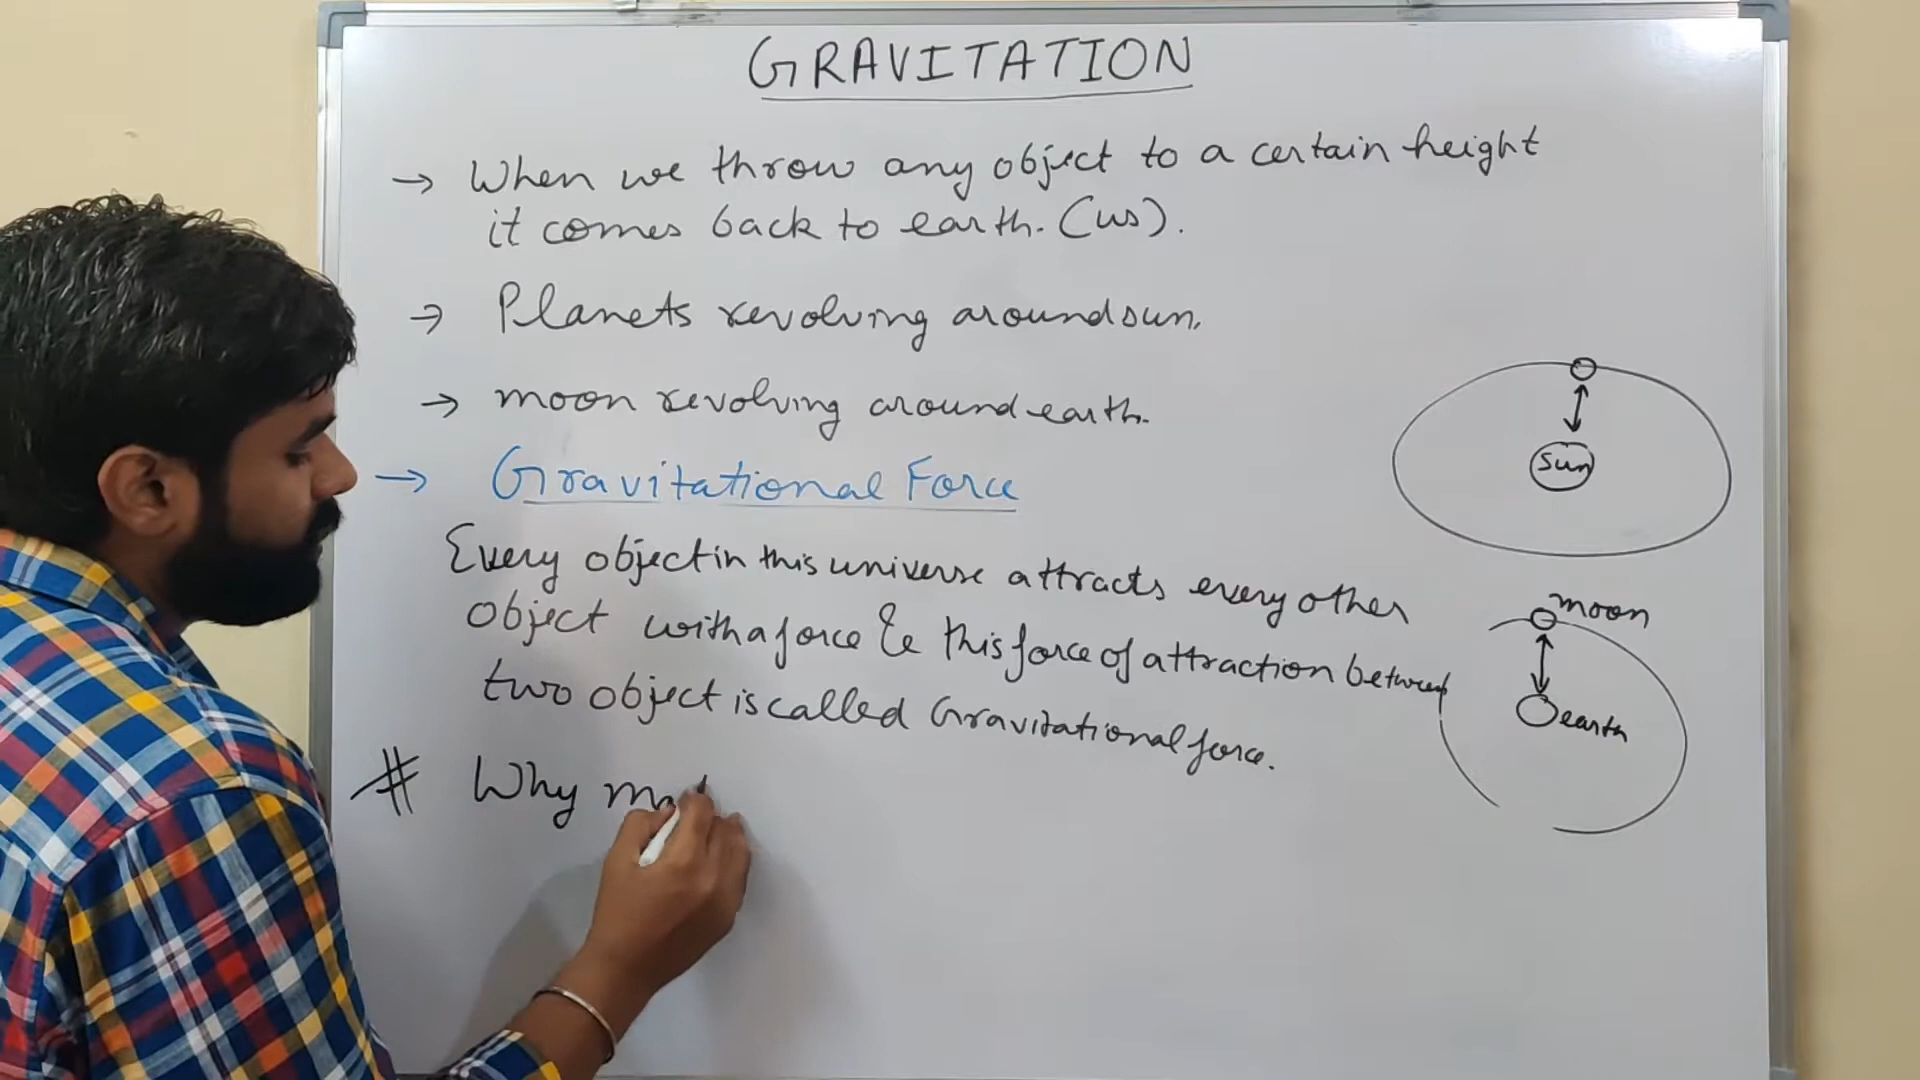 GRAVITATION
→ When we throw any object to a certain height
it comes back to earth. (us).
→ Planets revolving around sun.
→ moon revolving around earth.
→ Gravitational Force
Every object in this universe attracts every other
object with a force & this force of attraction between
two object is called Gravitational force.
# Why
sun
moon
earth